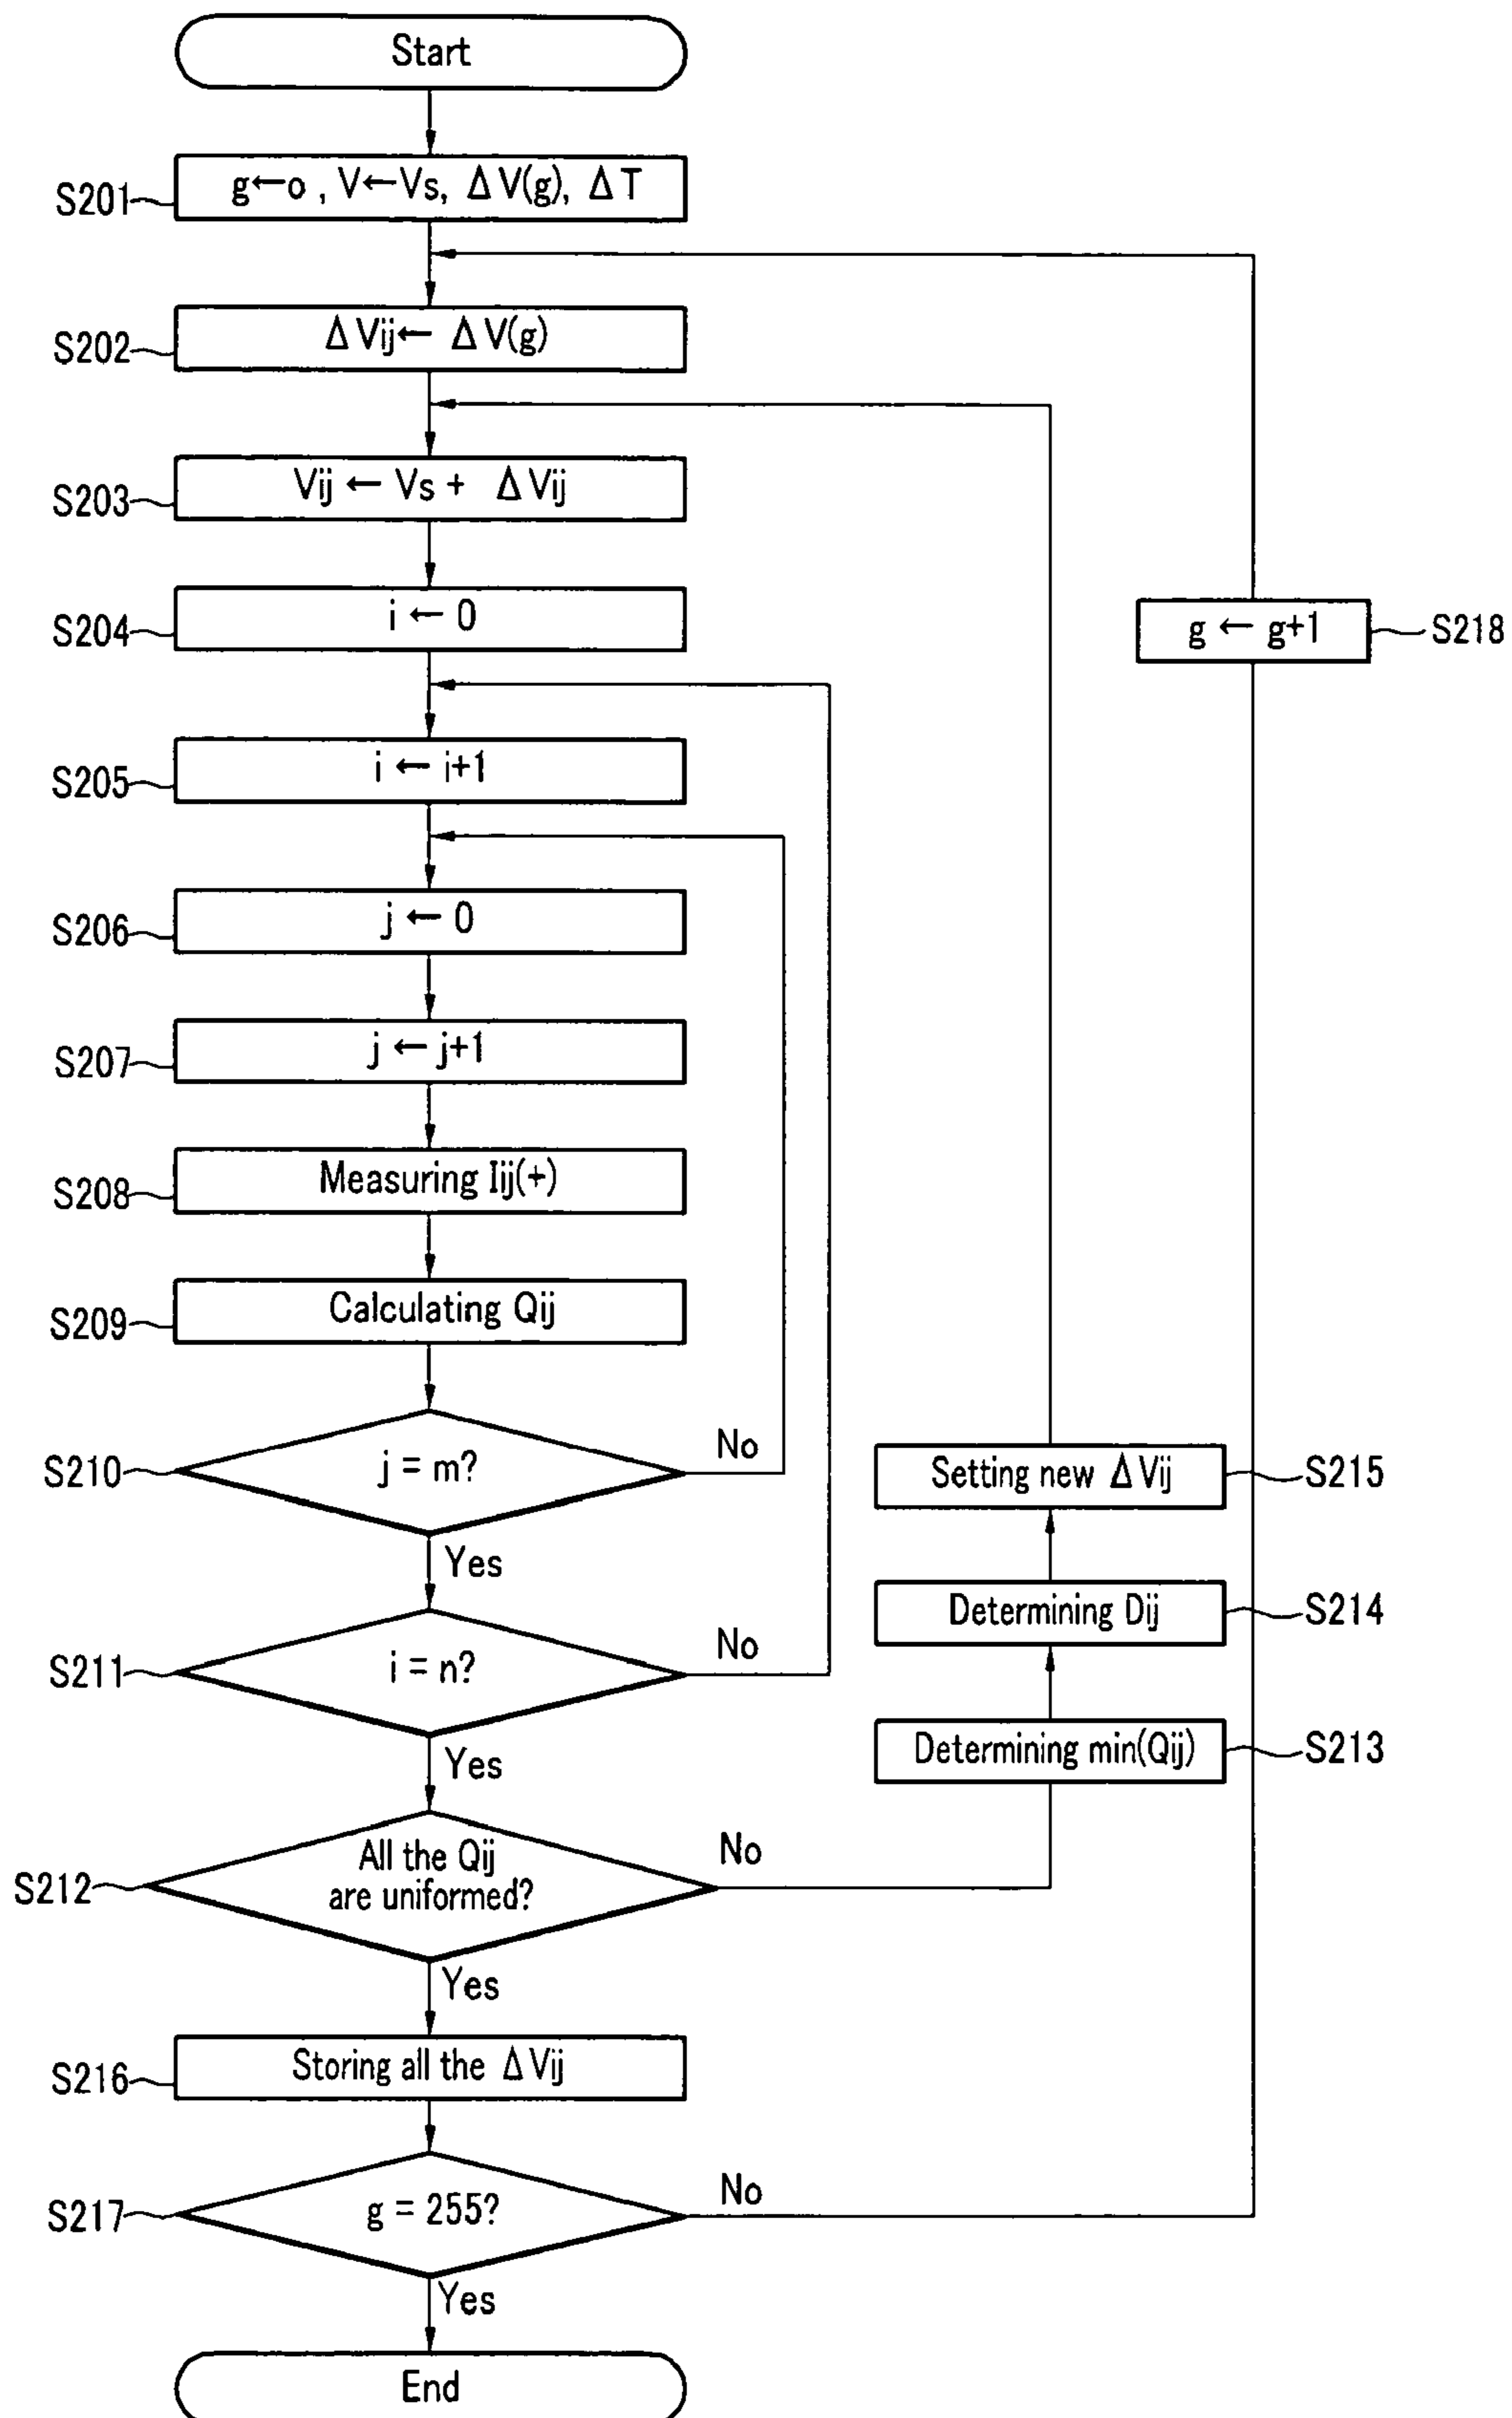 Start
S201
g←o , V←Vs, ΔV(g), ΔT
S202
ΔVij← ΔV(g)
S203
Vij ← Vs + ΔVij
S204
i ← 0
g ← g+1
S218
S205
i ← i+1
S206
j ← 0
S207
j ← j+1
S208
Measuring Iij(+)
S209
Calculating Qij
S210
j = m?
No
Yes
Setting new ΔVij
S215
Determining Dij
S214
S211
i = n?
No
Yes
Determining min(Qij)
S213
S212
All the Qij
are uniformed?
No
Yes
S216
Storing all the ΔVij
S217
g = 255?
No
Yes
End